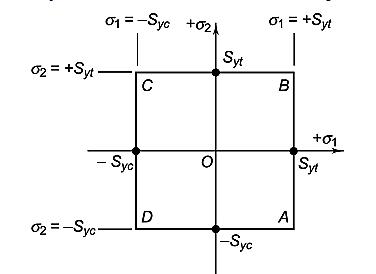 σ1 = −Syc +σ2 σ1 = +Syt
σ2 = +Syt Syt
C B
+σ1
− Syc O Syt
σ2 = −Syc D A
−Syc